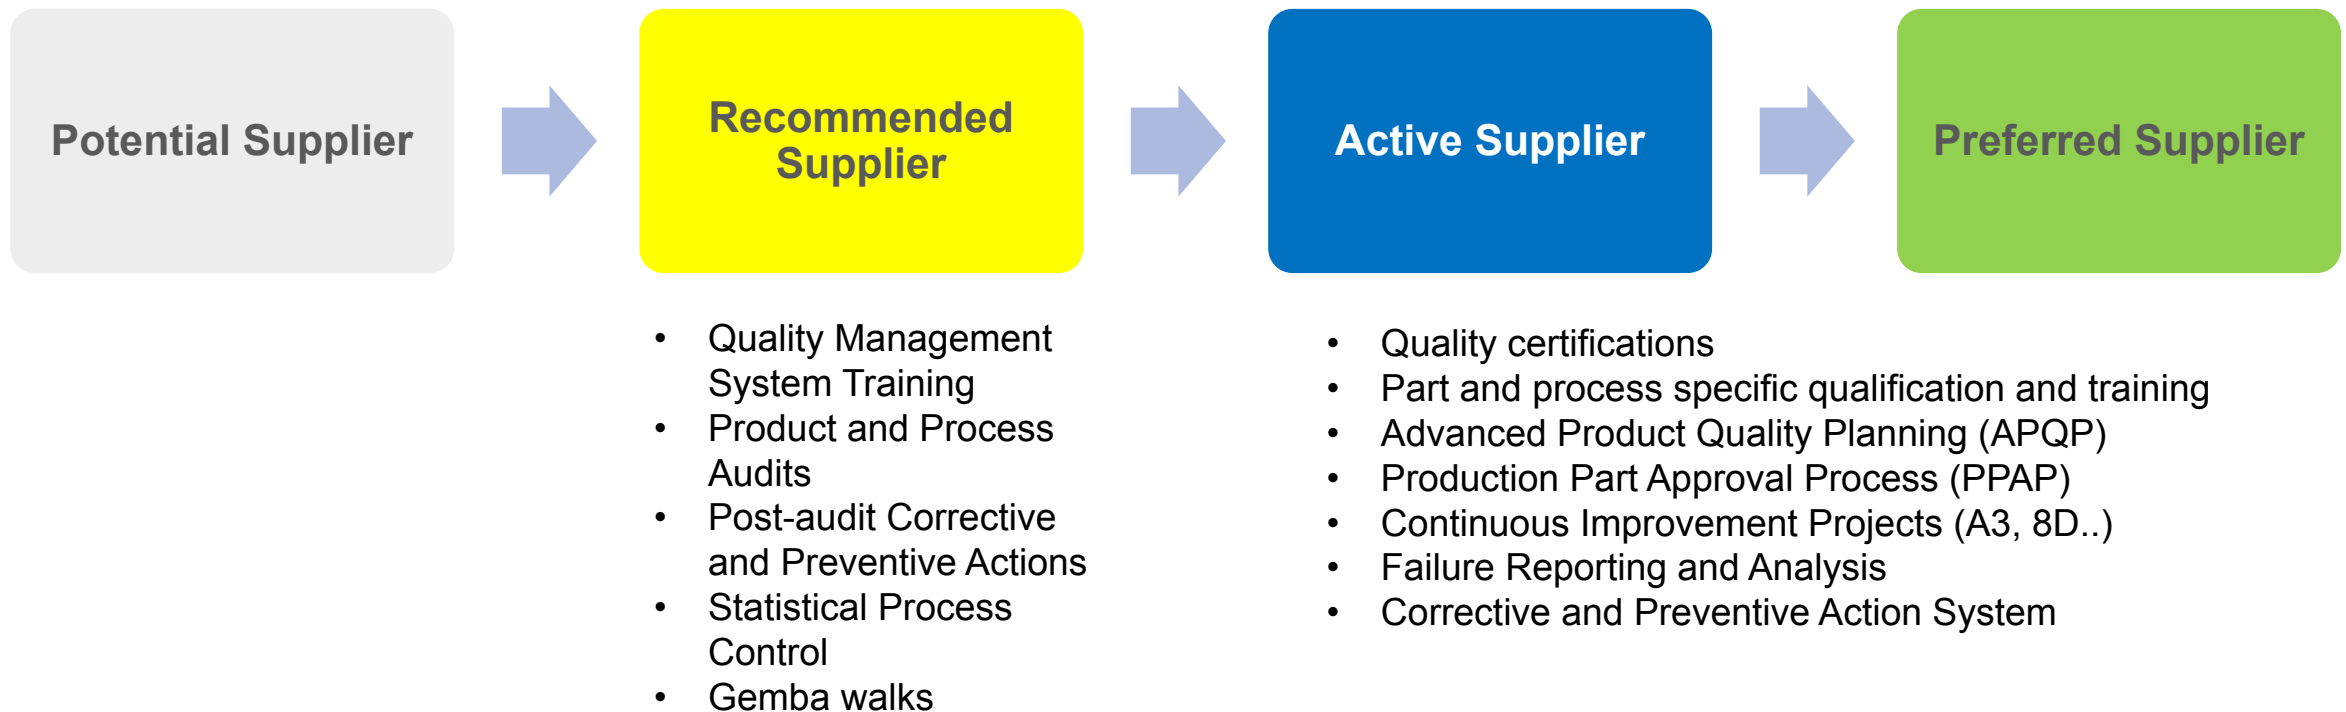 Potential Supplier
Recommended
Supplier
Active Supplier
Preferred Supplier
• Quality Management
System Training
• Product and Process
Audits
• Post-audit Corrective
and Preventive Actions
• Statistical Process
Control
• Gemba walks
• Quality certifications
• Part and process specific qualification and training
• Advanced Product Quality Planning (APQP)
• Production Part Approval Process (PPAP)
• Continuous Improvement Projects (A3, 8D..)
• Failure Reporting and Analysis
• Corrective and Preventive Action System